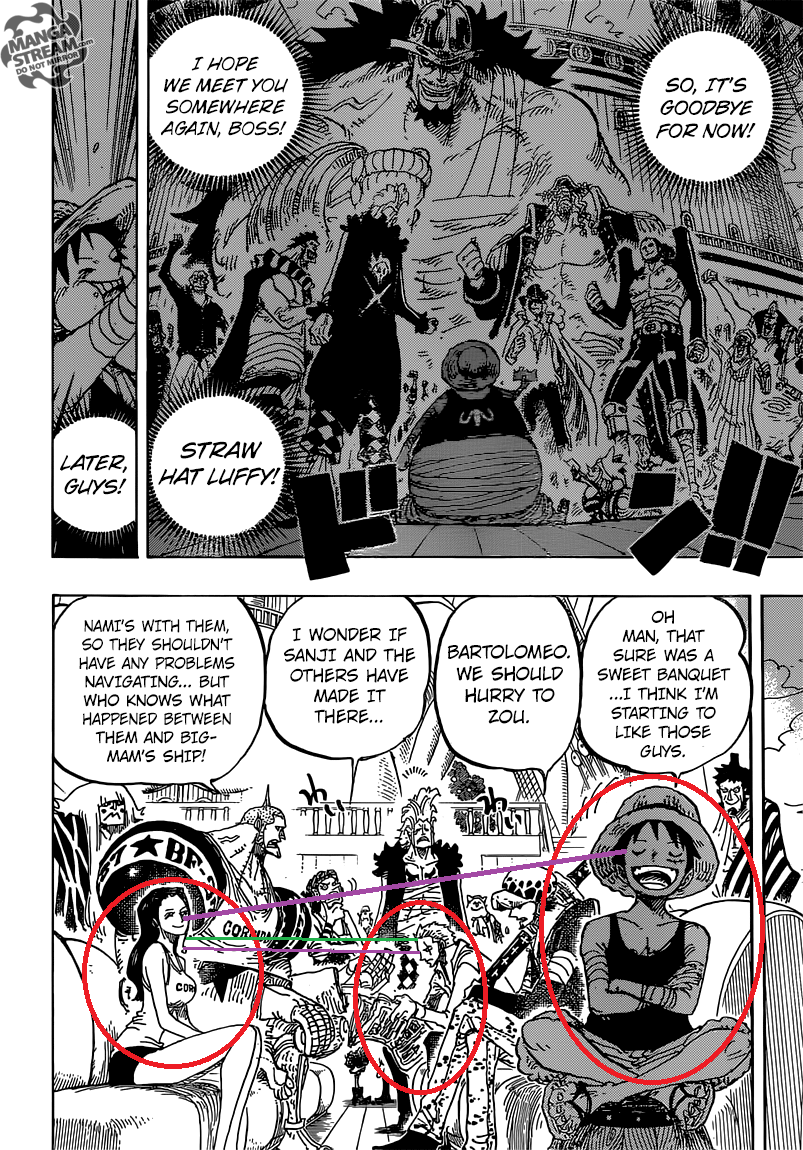 MANGA
STREAM.com
DO NOT MIRROR
SO, IT'S
GOODBYE
FOR NOW!
I HOPE
WE MEET YOU
SOMEWHERE
AGAIN, BOSS!
STRAW
HAT LUFFY!
ドン!!
LATER,
GUYS!
OH
MAN, THAT
SURE WAS A
SWEET BANQUET
...I THINK I'M
STARTING TO
LIKE THOSE
GUYS.
BARTOLOMEO.
WE SHOULD
HURRY TO
ZOU.
I WONDER IF
SANJI AND THE
OTHERS HAVE
MADE IT
THERE...
NAMI'S WITH THEM,
SO THEY SHOULDN'T
HAVE ANY PROBLEMS
NAVIGATING... BUT
WHO KNOWS WHAT
HAPPENED BETWEEN
THEM AND BIG-
MAM'S SHIP!